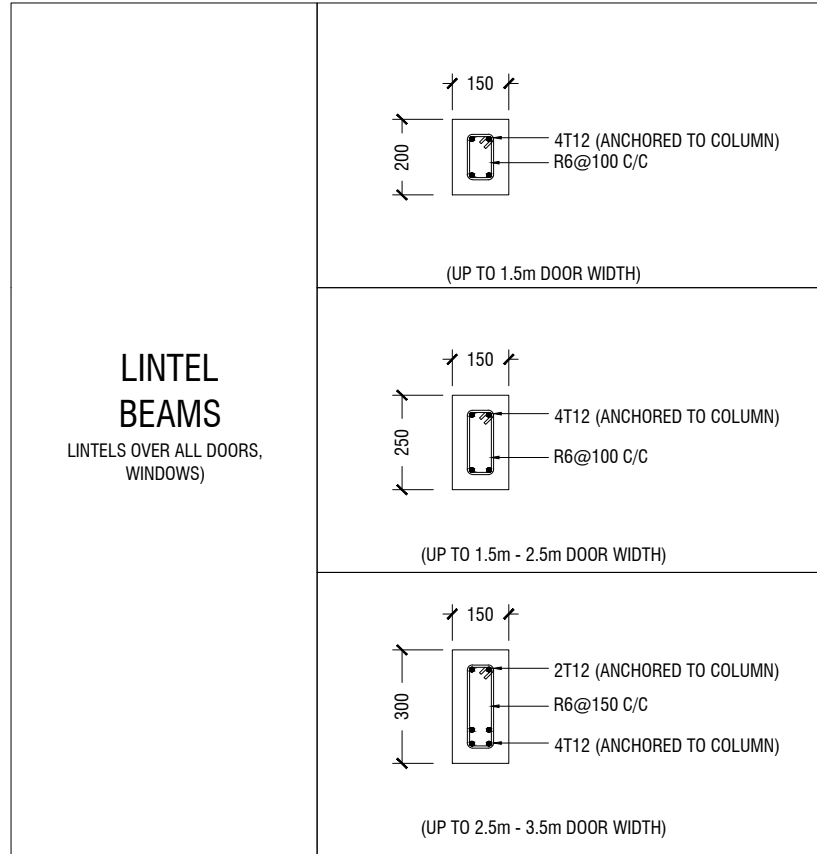 LINTEL
BEAMS
LINTELS OVER ALL DOORS,
WINDOWS)
150
200
4T12 (ANCHORED TO COLUMN)
R6@100 C/C
(UP TO 1.5m DOOR WIDTH)
150
250
4T12 (ANCHORED TO COLUMN)
R6@100 C/C
(UP TO 1.5m - 2.5m DOOR WIDTH)
150
300
2T12 (ANCHORED TO COLUMN)
R6@150 C/C
4T12 (ANCHORED TO COLUMN)
(UP TO 2.5m - 3.5m DOOR WIDTH)